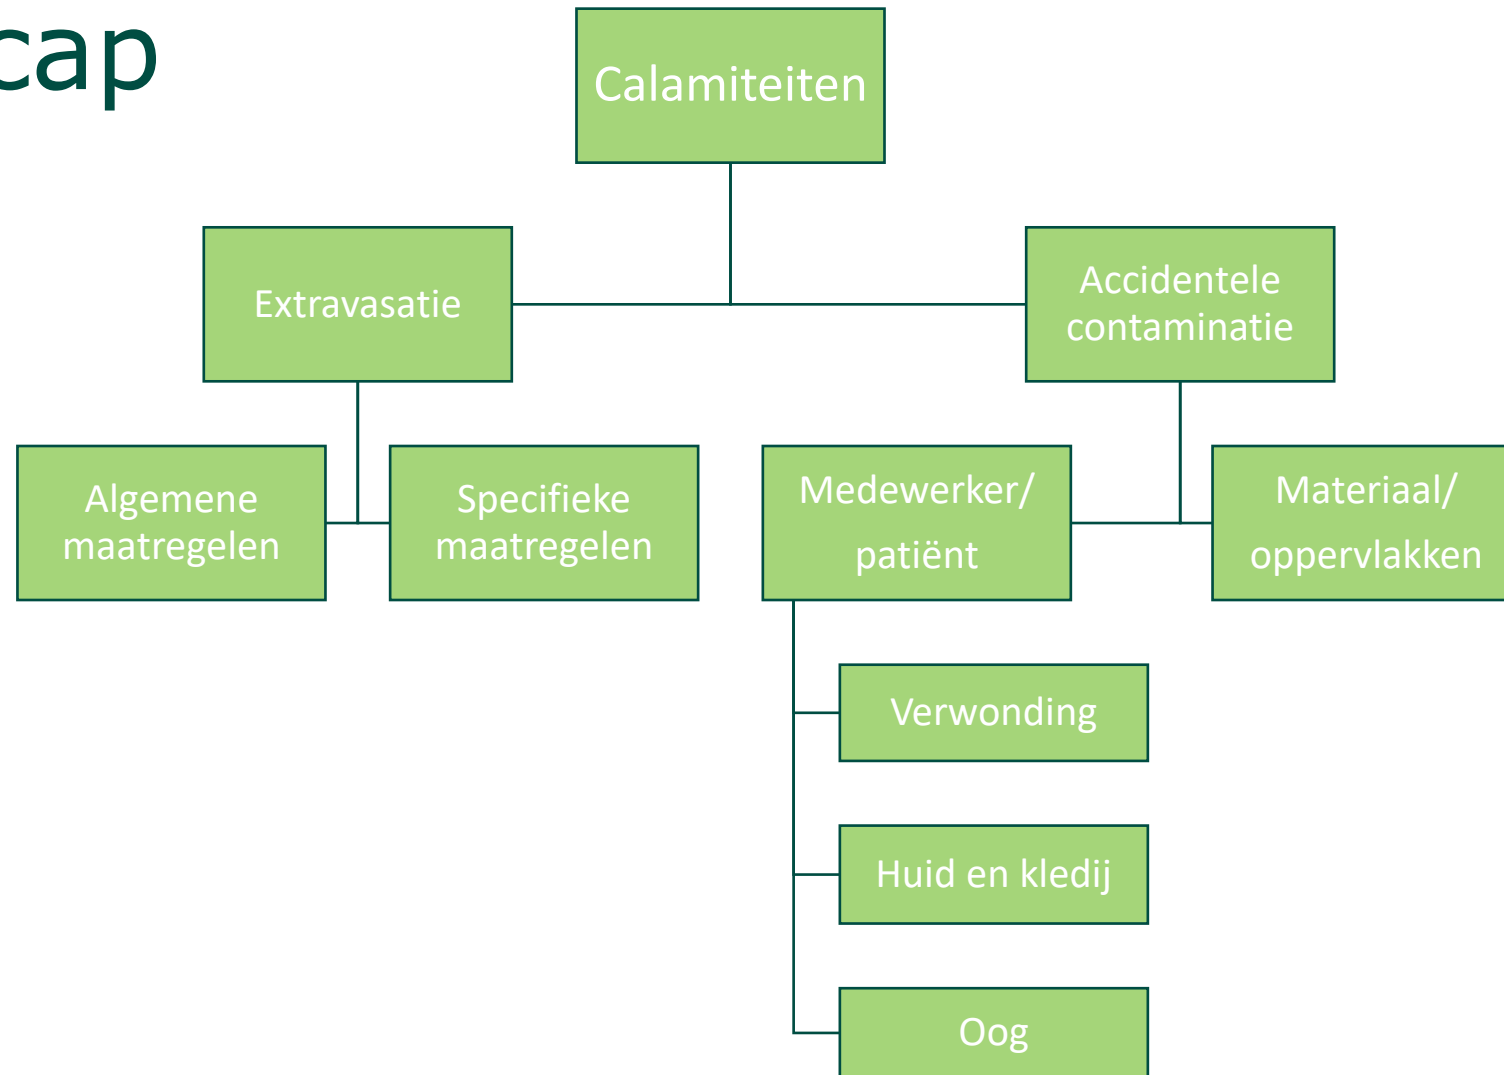 cap
Calamiteiten
Extravasatie
Accidentele
contaminatie
Algemene
maatregelen
Specifieke
maatregelen
Medewerker/
patiënt
Materiaal/
oppervlakken
Verwonding
Huid en kledij
Oog